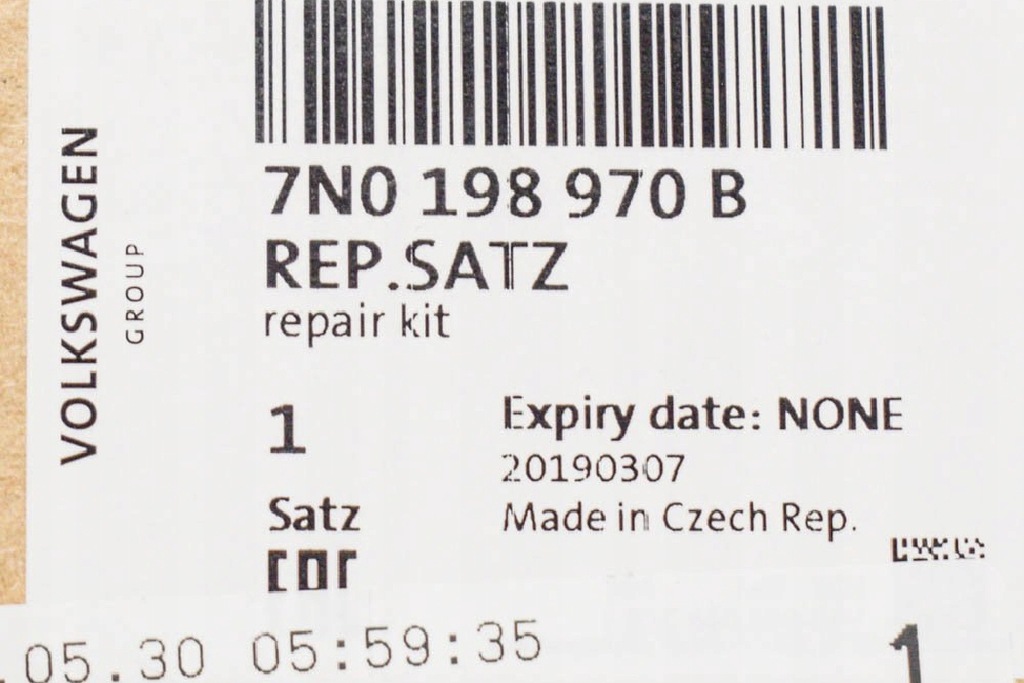 VOLKSWAGEN
GROUP
7N0 198 970 B
REP.SATZ
repair kit
1
Satz
Expiry date: NONE
20190307
Made in Czech Rep.
.05.30 05:59:35
1